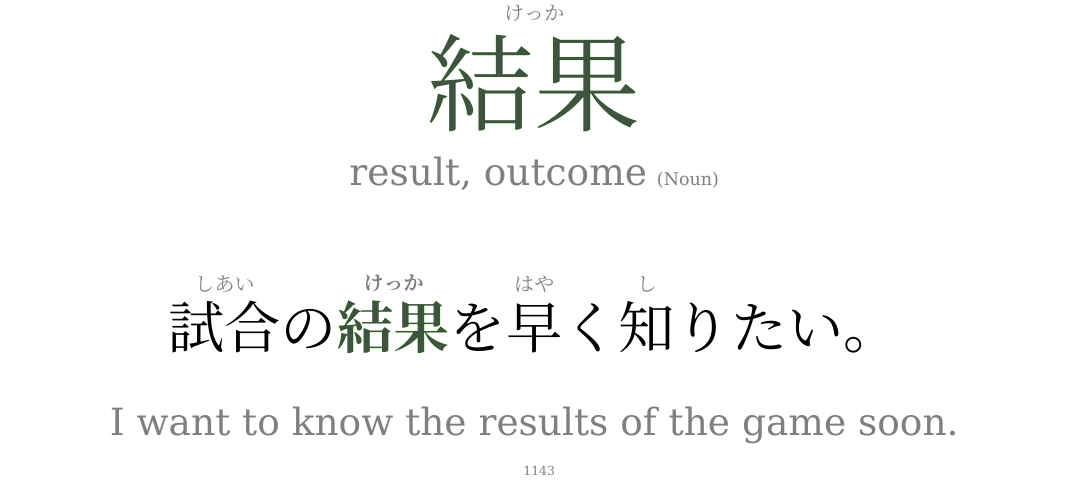 けっか
結果
result, outcome (Noun)
しあい けっか はや し
試合の結果を早く知りたい。
I want to know the results of the game soon.
1143